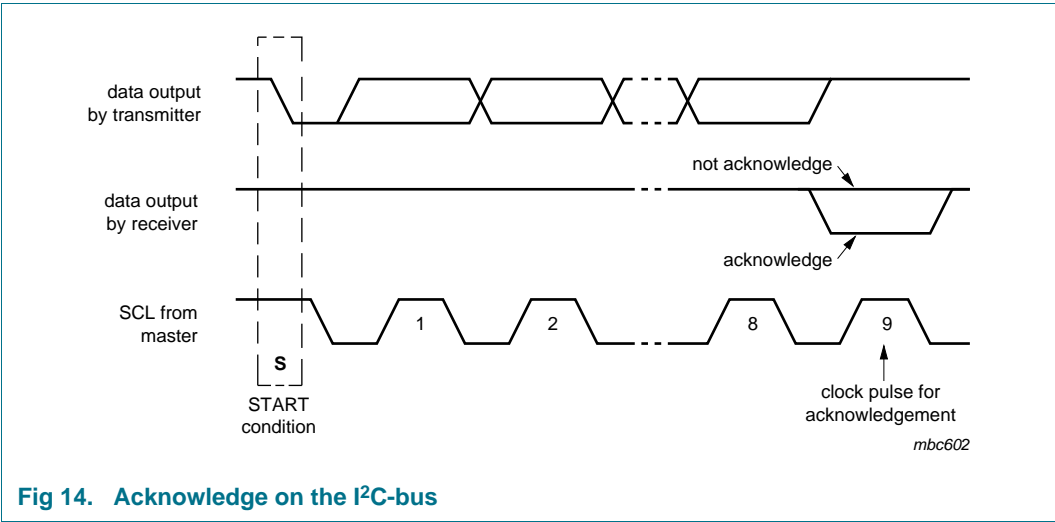 data output
by transmitter
not acknowledge
data output
by receiver
acknowledge
SCL from
master
1
2
8
9
S
START
condition
clock pulse for
acknowledgement
mbc602
Fig 14. Acknowledge on the I²C-bus